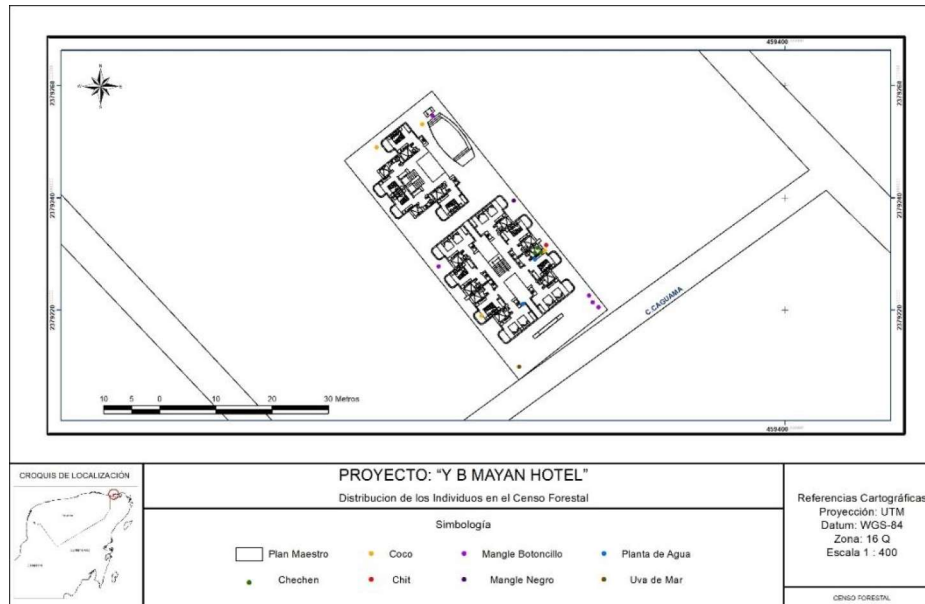 459400
2379268
2379268
2379240
2379240
2379220
2379220
C.CAGUAMA
10 5 0 10 20 30 Metros
459400
CROQUIS DE LOCALIZACIÓN
PROYECTO: “Y B MAYAN HOTEL”
Distribucion de los Individuos en el Censo Forestal
Simbología
Plan Maestro
Coco
Mangle Botoncillo
Planta de Agua
Chechen
Chit
Mangle Negro
Uva de Mar
Referencias Cartográficas
Proyección: UTM
Datum: WGS-84
Zona: 16 Q
Escala 1 : 400
CENSO FORESTAL